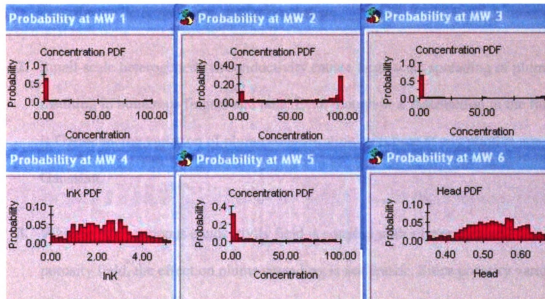 Probability at MW 1
Probability at MW 2
Probability at MW 3
Concentration PDF
Concentration PDF
Concentration PDF
Probability
1.0
0.5
0.0
0.00 50.00 100.00
Concentration
Probability
0.40
0.20
0.00
0.00 50.00 100.00
Concentration
Probability
1.0
0.5
0.0
0.00 50.00
Concentration
Probability at MW 4
Probability at MW 5
Probability at MW 6
lnK PDF
Concentration PDF
Head PDF
Probability
0.10
0.05
0.00
0.00 2.00 4.00
lnK
Probability
0.4
0.2
0.0
0.00 50.00 100.00
Concentration
Probability
0.10
0.05
0.00
0.40 0.50 0.60
Head